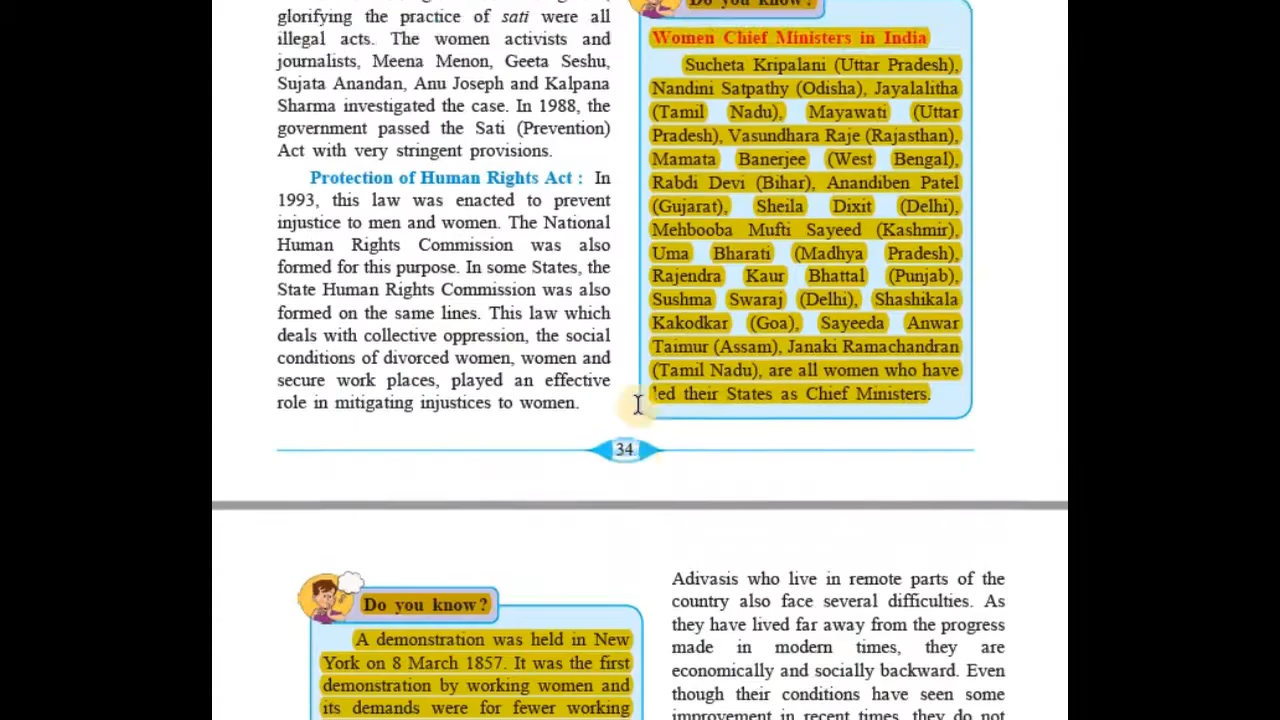 glorifying the practice of sati were all
illegal acts. The women activists and
journalists, Meena Menon, Geeta Seshu,
Sujata Anandan, Anu Joseph and Kalpana
Sharma investigated the case. In 1988, the
government passed the Sati (Prevention)
Act with very stringent provisions.
Protection of Human Rights Act : In
1993, this law was enacted to prevent
injustice to men and women. The National
Human Rights Commission was also
formed for this purpose. In some States, the
State Human Rights Commission was also
formed on the same lines. This law which
deals with collective oppression, the social
conditions of divorced women, women and
secure work places, played an effective
role in mitigating injustices to women.
Do you know?
Women Chief Ministers in India
Sucheta Kripalani (Uttar Pradesh),
Nandini Satpathy (Odisha), Jayalalitha
(Tamil Nadu), Mayawati (Uttar
Pradesh), Vasundhara Raje (Rajasthan),
Mamata Banerjee (West Bengal),
Rabdi Devi (Bihar), Anandiben Patel
(Gujarat), Sheila Dixit (Delhi),
Mehbooba Mufti Sayeed (Kashmir),
Uma Bharati (Madhya Pradesh),
Rajendra Kaur Bhattal (Punjab),
Sushma Swaraj (Delhi), Shashikala
Kakodkar (Goa), Sayeeda Anwar
Taimur (Assam), Janaki Ramachandran
(Tamil Nadu), are all women who have
led their States as Chief Ministers.
34
Do you know?
A demonstration was held in New
York on 8 March 1857. It was the first
demonstration by working women and
its demands were for fewer working
Adivasis who live in remote parts of the
country also face several difficulties. As
they have lived far away from the progress
made in modern times, they are
economically and socially backward. Even
though their conditions have seen some
improvement in recent times, they do not